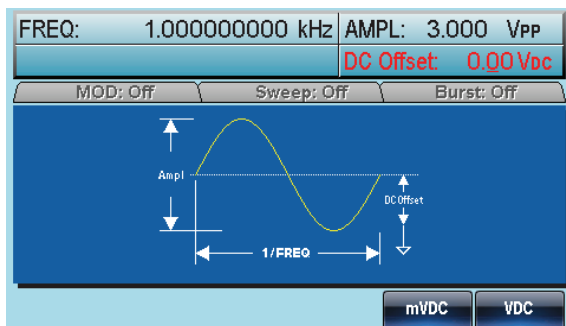 FREQ: 1.000000000 kHz AMPL: 3.000 VPP
DC Offset: 0.00 VDC
MOD: Off Sweep: Off Burst: Off
Ampl
DC Offset
1/FREQ
mVDC VDC